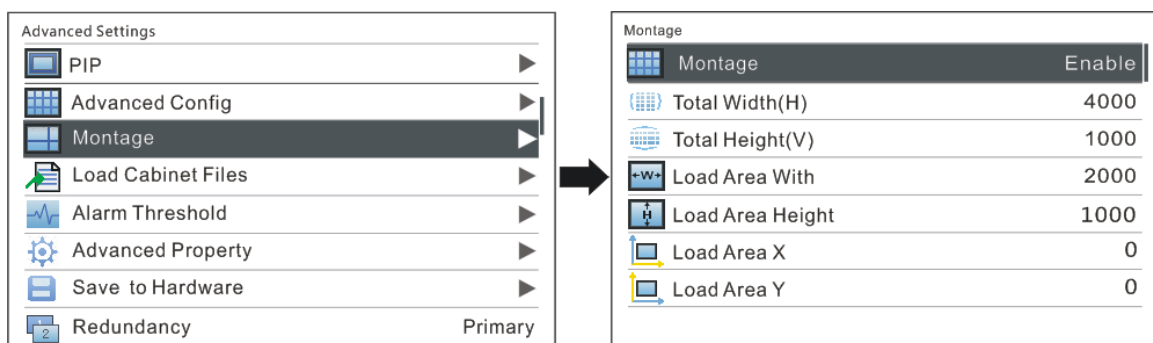 Advanced Settings
PIP
Advanced Config
Montage
Load Cabinet Files
Alarm Threshold
Advanced Property
Save to Hardware
2 Redundancy Primary
Montage
Montage Enable
Total Width(H) 4000
Total Height(V) 1000
W Load Area With 2000
H Load Area Height 1000
Load Area X 0
Load Area Y 0